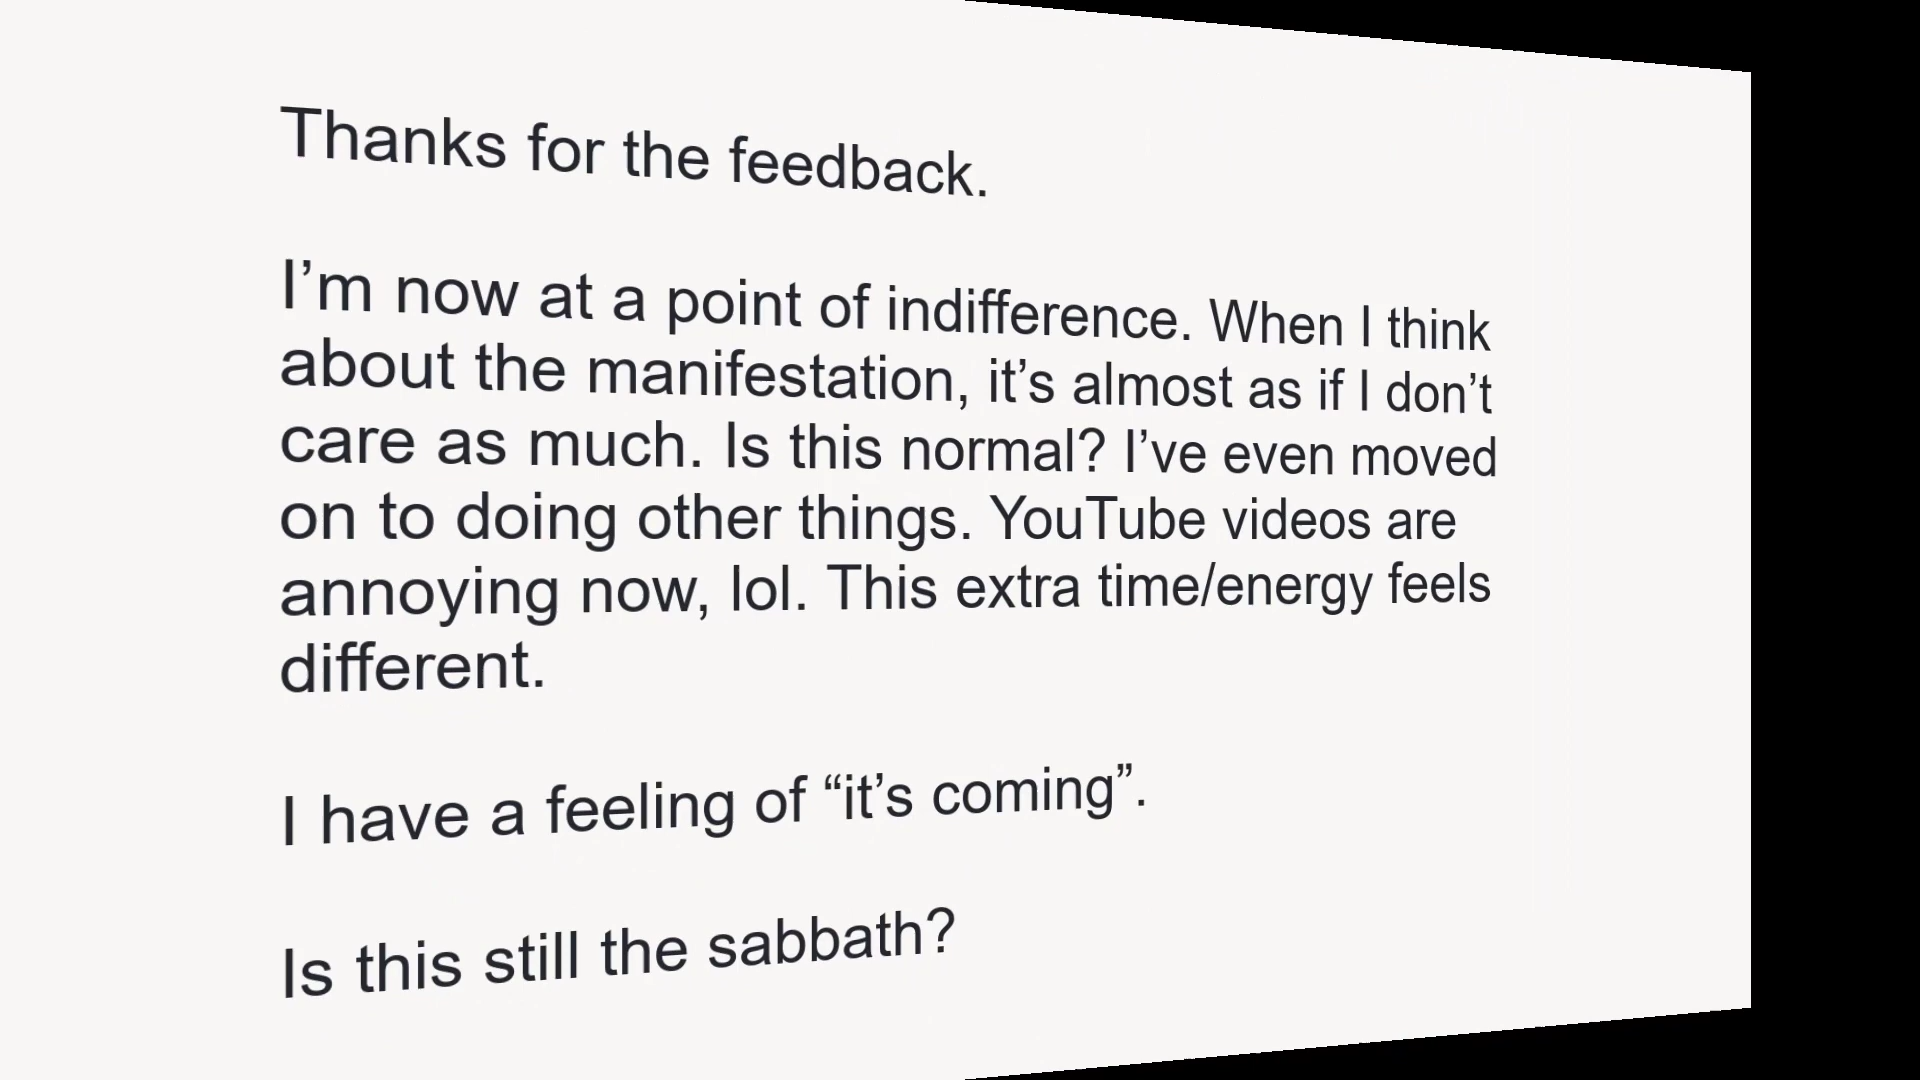 Thanks for the feedback.
I’m now at a point of indifference. When I think
about the manifestation, it’s almost as if I don’t
care as much. Is this normal? I’ve even moved
on to doing other things. YouTube videos are
annoying now, lol. This extra time/energy feels
different.
I have a feeling of “it’s coming”.
Is this still the sabbath?